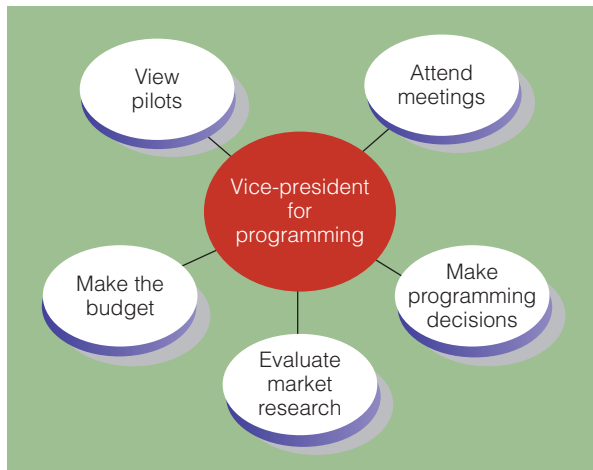 View
pilots
Attend
meetings
Vice-president
for
programming
Make the
budget
Make
programming
decisions
Evaluate
market
research